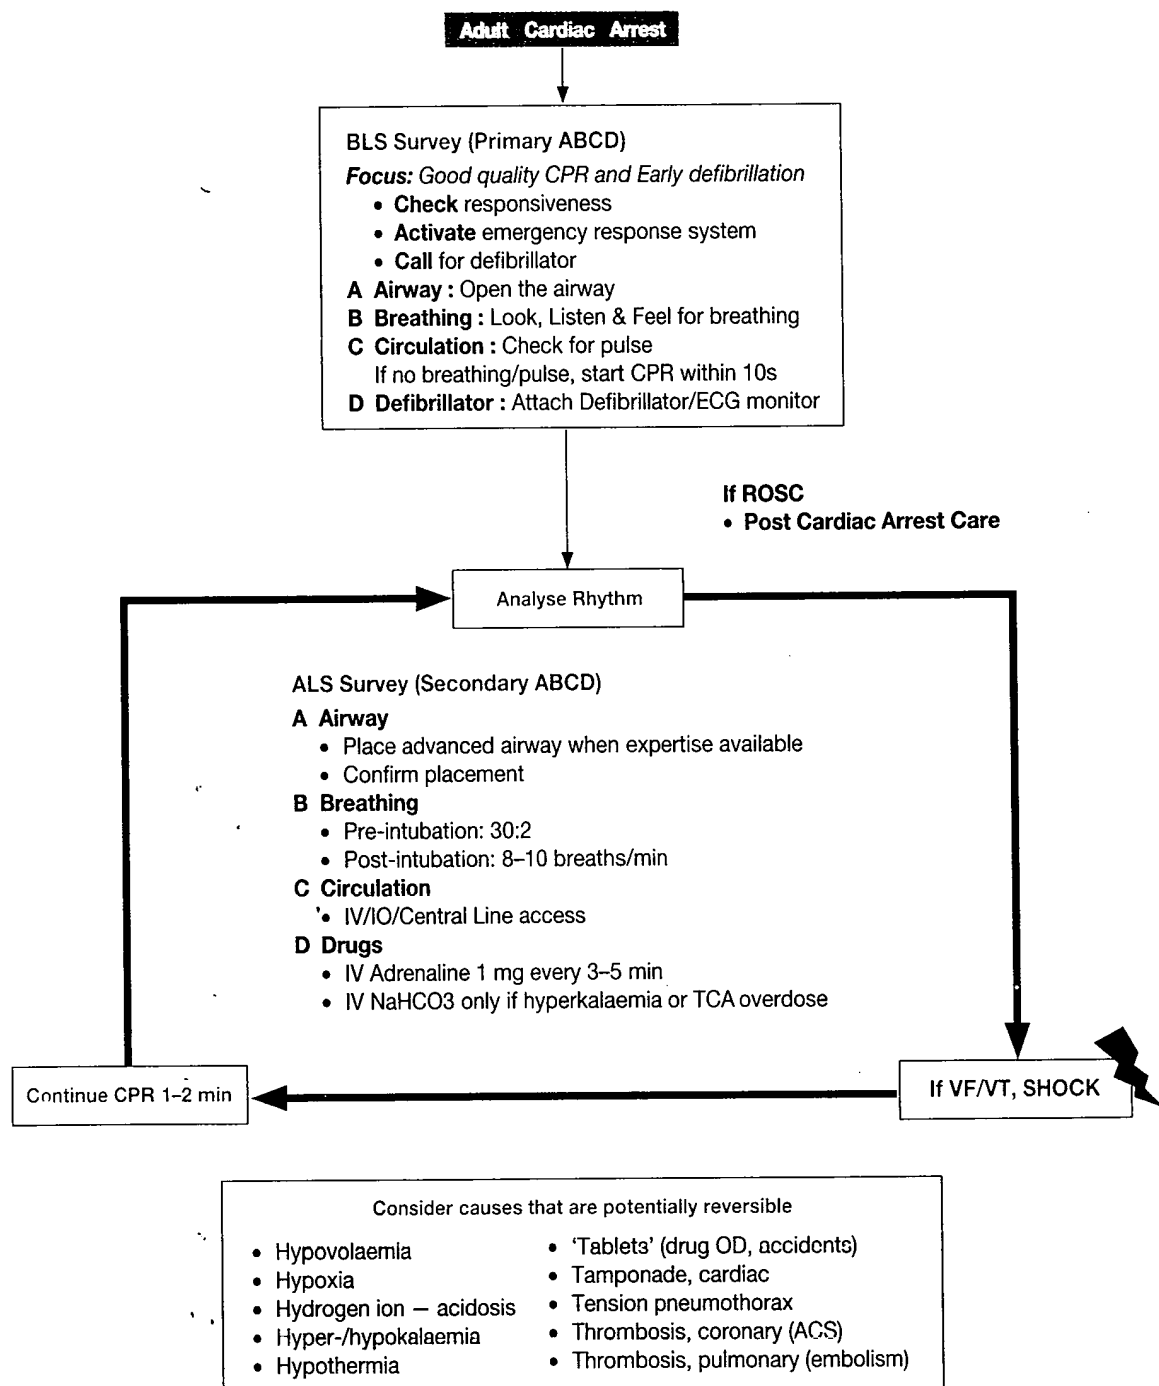 Adult Cardiac Arrest
BLS Survey (Primary ABCD)
Focus: Good quality CPR and Early defibrillation
• Check responsiveness
• Activate emergency response system
• Call for defibrillator
A Airway : Open the airway
B Breathing : Look, Listen & Feel for breathing
C Circulation : Check for pulse
If no breathing/pulse, start CPR within 10s
D Defibrillator : Attach Defibrillator/ECG monitor
If ROSC
• Post Cardiac Arrest Care
Analyse Rhythm
ALS Survey (Secondary ABCD)
A Airway
• Place advanced airway when expertise available
• Confirm placement
B Breathing
• Pre-intubation: 30:2
• Post-intubation: 8–10 breaths/min
C Circulation
• IV/IO/Central Line access
D Drugs
• IV Adrenaline 1 mg every 3–5 min
• IV NaHCO3 only if hyperkalaemia or TCA overdose
If VF/VT, SHOCK
Continue CPR 1–2 min
Consider causes that are potentially reversible
• Hypovolaemia
• Hypoxia
• Hydrogen ion – acidosis
• Hyper-/hypokalaemia
• Hypothermia
• 'Tablets' (drug OD, accidents)
• Tamponade, cardiac
• Tension pneumothorax
• Thrombosis, coronary (ACS)
• Thrombosis, pulmonary (embolism)